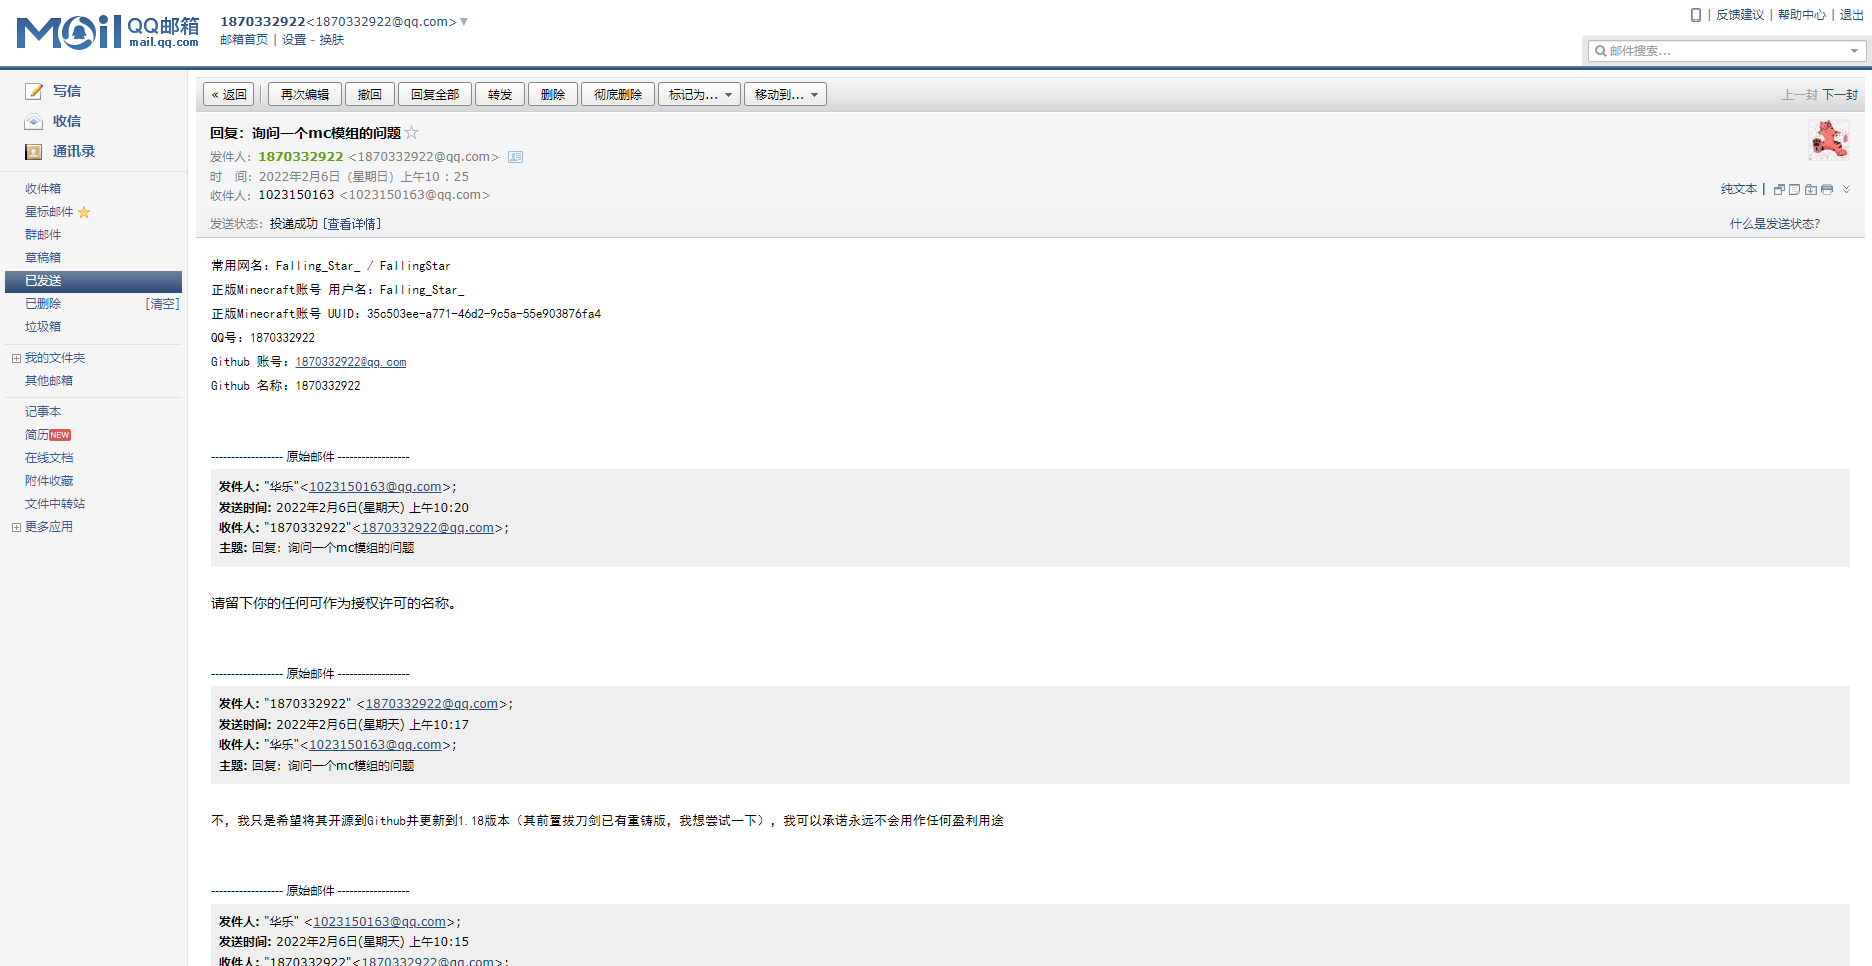 Mail QQ邮箱 mail.qq.com
1870332922<1870332922@qq.com>
邮箱首页 | 设置 - 换肤
| 反馈建议 | 帮助中心 | 退出
邮件搜索...
写信
收信
通讯录
收件箱
星标邮件
群邮件
草稿箱
已发送
已删除 [清空]
垃圾箱
我的文件夹
其他邮箱
记事本
简历 NEW
在线文档
附件收藏
文件中转站
更多应用
« 返回 再次编辑 撤回 回复全部 转发 删除 彻底删除 标记为... 移动到... 上一封 下一封
回复：询问一个mc模组的问题
发件人：1870332922 <1870332922@qq.com>
时 间：2022年2月6日（星期日）上午10：25
收件人：1023150163 <1023150163@qq.com>
纯文本 |
发送状态：投递成功 [查看详情]
什么是发送状态?
常用网名：Falling_Star_ / FallingStar
正版Minecraft账号 用户名：Falling_Star_
正版Minecraft账号 UUID：35c503ee-a771-46d2-9c5a-55e903876fa4
QQ号：1870332922
Github 账号：1870332922@qq.com
Github 名称：1870332922
------------------ 原始邮件 ------------------
发件人: "华乐"<1023150163@qq.com>;
发送时间: 2022年2月6日(星期天) 上午10:20
收件人: "1870332922"<1870332922@qq.com>;
主题: 回复：询问一个mc模组的问题
请留下你的任何可作为授权许可的名称。
------------------ 原始邮件 ------------------
发件人: "1870332922" <1870332922@qq.com>;
发送时间: 2022年2月6日(星期天) 上午10:17
收件人: "华乐"<1023150163@qq.com>;
主题: 回复：询问一个mc模组的问题
不，我只是希望将其开源到Github并更新到1.18版本（其前置拔刀剑已有重铸版，我想尝试一下），我可以承诺永远不会用作任何盈利用途
------------------ 原始邮件 ------------------
发件人: "华乐" <1023150163@qq.com>;
发送时间: 2022年2月6日(星期天) 上午10:15
收件人: "1870332922"<1870332922@qq.com>;